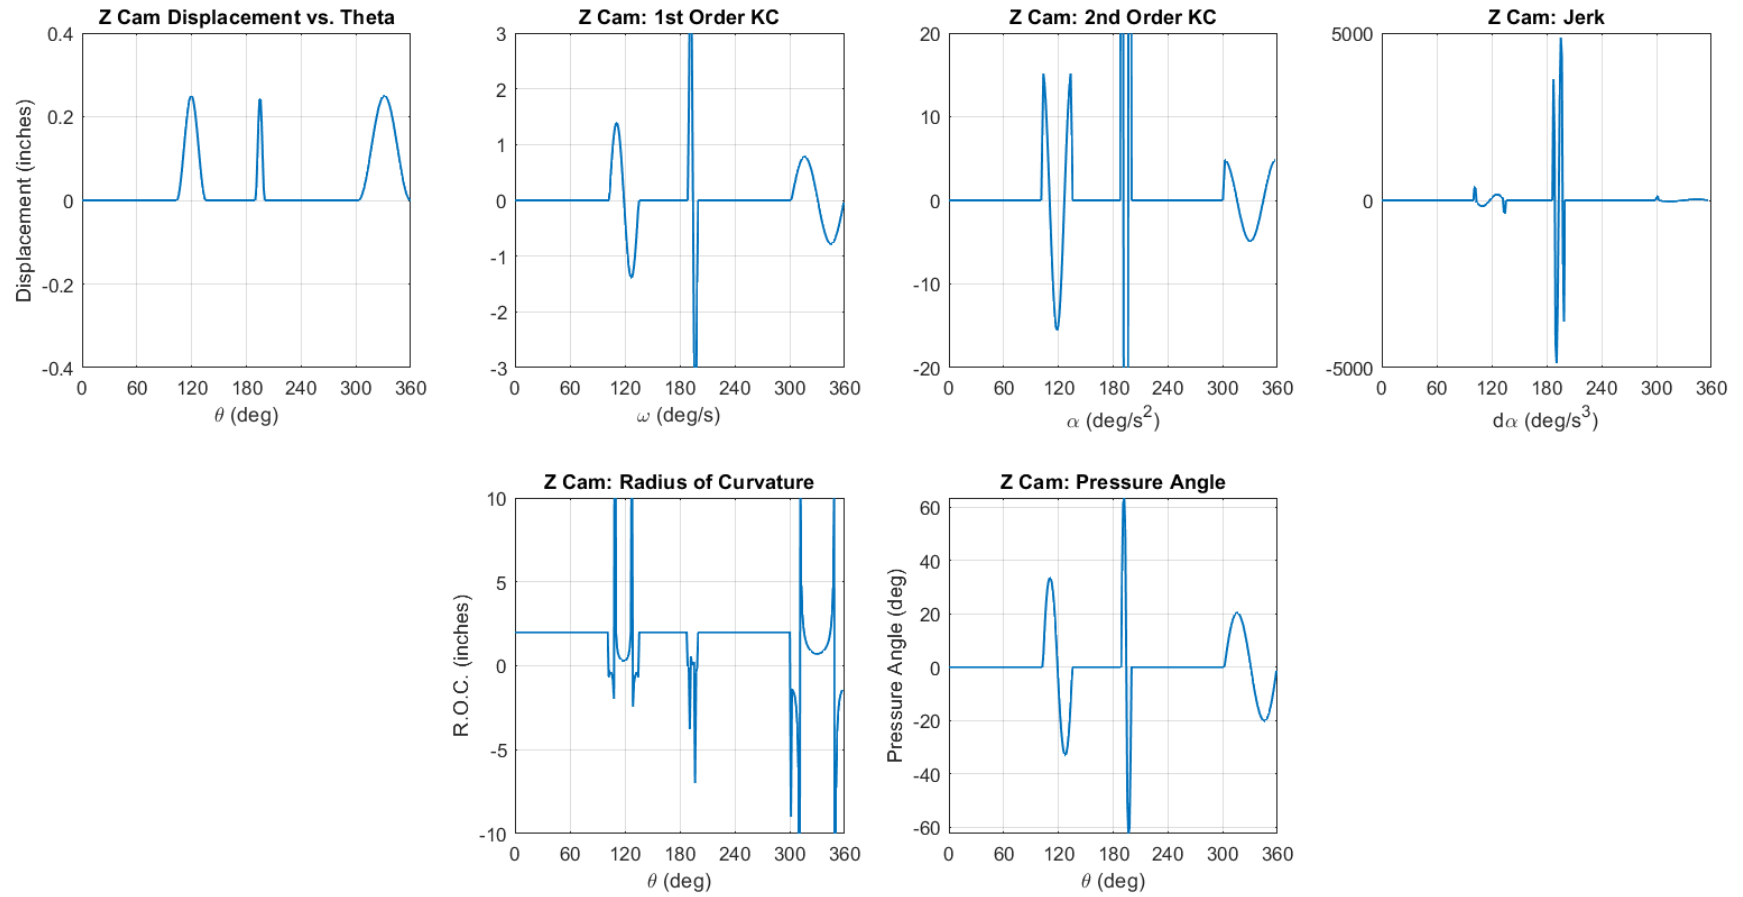 Z Cam Displacement vs. Theta
Displacement (inches)
0.4
0.2
0
-0.2
-0.4
0 60 120 180 240 300 360
θ (deg)
Z Cam: 1st Order KC
3
2
1
0
-1
-2
-3
0 60 120 180 240 300 360
ω (deg/s)
Z Cam: 2nd Order KC
20
10
0
-10
-20
0 60 120 180 240 300 360
α (deg/s²)
Z Cam: Jerk
5000
0
-5000
0 60 120 180 240 300 360
dα (deg/s³)
Z Cam: Radius of Curvature
R.O.C. (inches)
10
5
0
-5
-10
0 60 120 180 240 300 360
θ (deg)
Z Cam: Pressure Angle
Pressure Angle (deg)
60
40
20
0
-20
-40
-60
0 60 120 180 240 300 360
θ (deg)